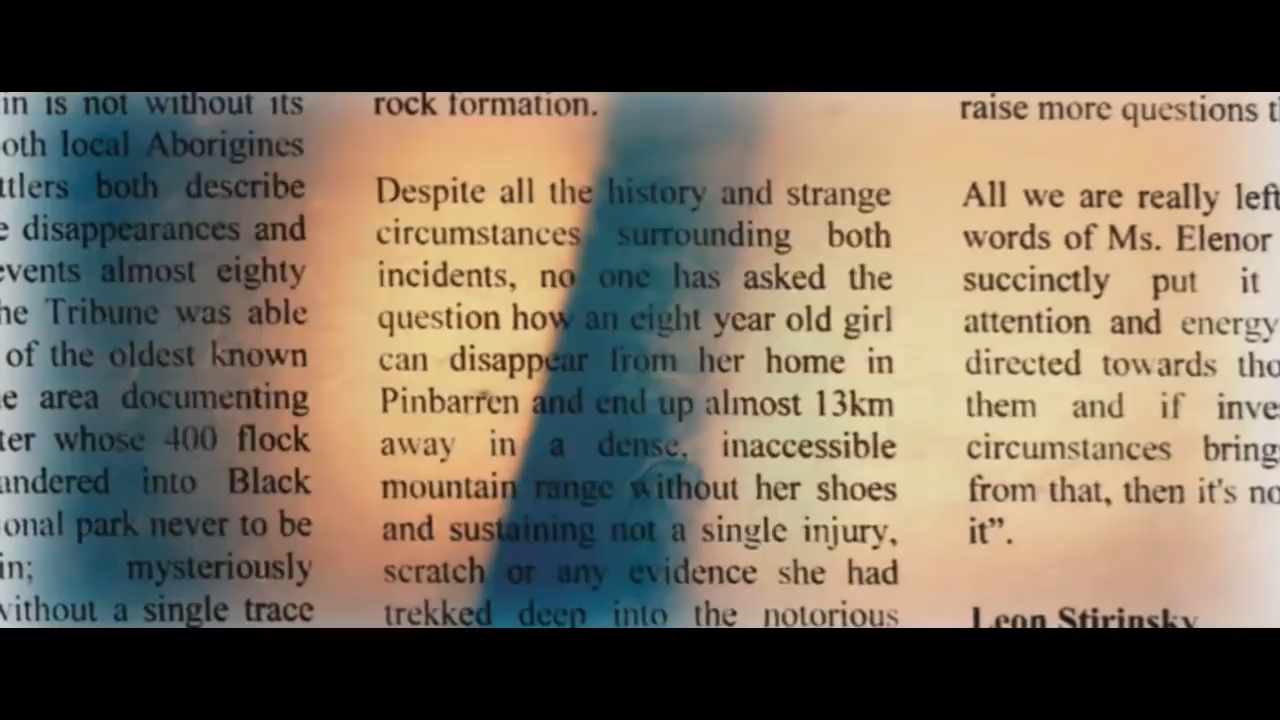 in is not without its
oth local Aborigines
ttlers both describe
e disappearances and
events almost eighty
he Tribune was able
of the oldest known
e area documenting
ter whose 400 flock
andered into Black
onal park never to be
in; mysteriously
without a single trace
rock formation.
Despite all the history and strange
circumstances surrounding both
incidents, no one has asked the
question how an eight year old girl
can disappear from her home in
Pinbarren and end up almost 13km
away in a dense, inaccessible
mountain range without her shoes
and sustaining not a single injury,
scratch or any evidence she had
trekked deep into the notorious
raise more questions t
All we are really left
words of Ms. Elenor
succinctly put it
attention and energy
directed towards tho
them and if inve
circumstances bring
from that, then it's no
it”.
Leon Stirinsky